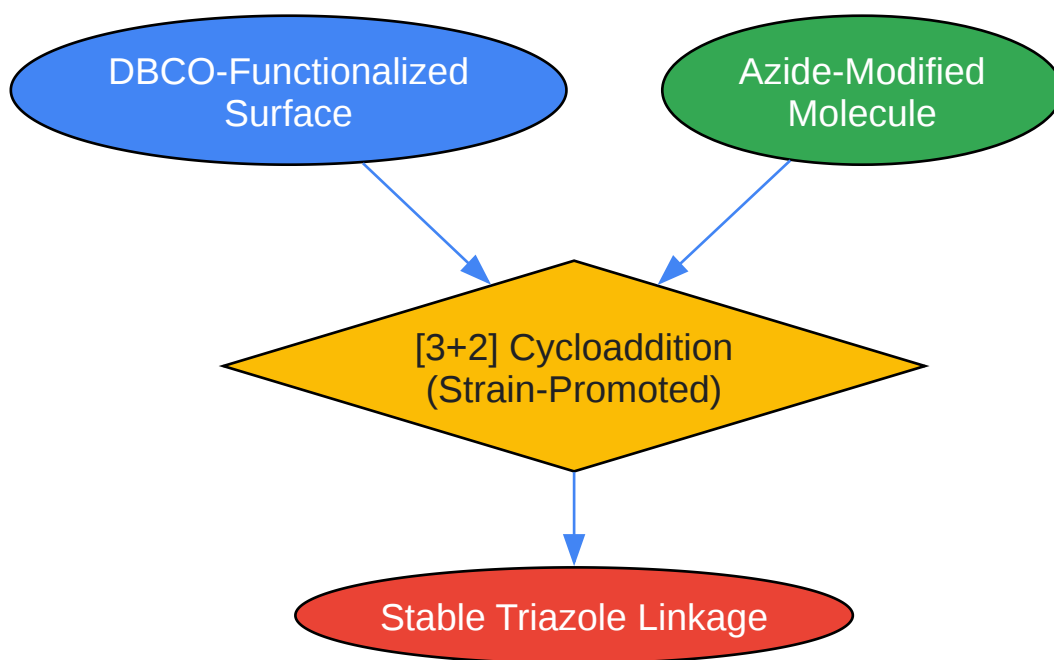 DBCO-Functionalized
Surface
Azide-Modified
Molecule
[3+2] Cycloaddition
(Strain-Promoted)
Stable Triazole Linkage